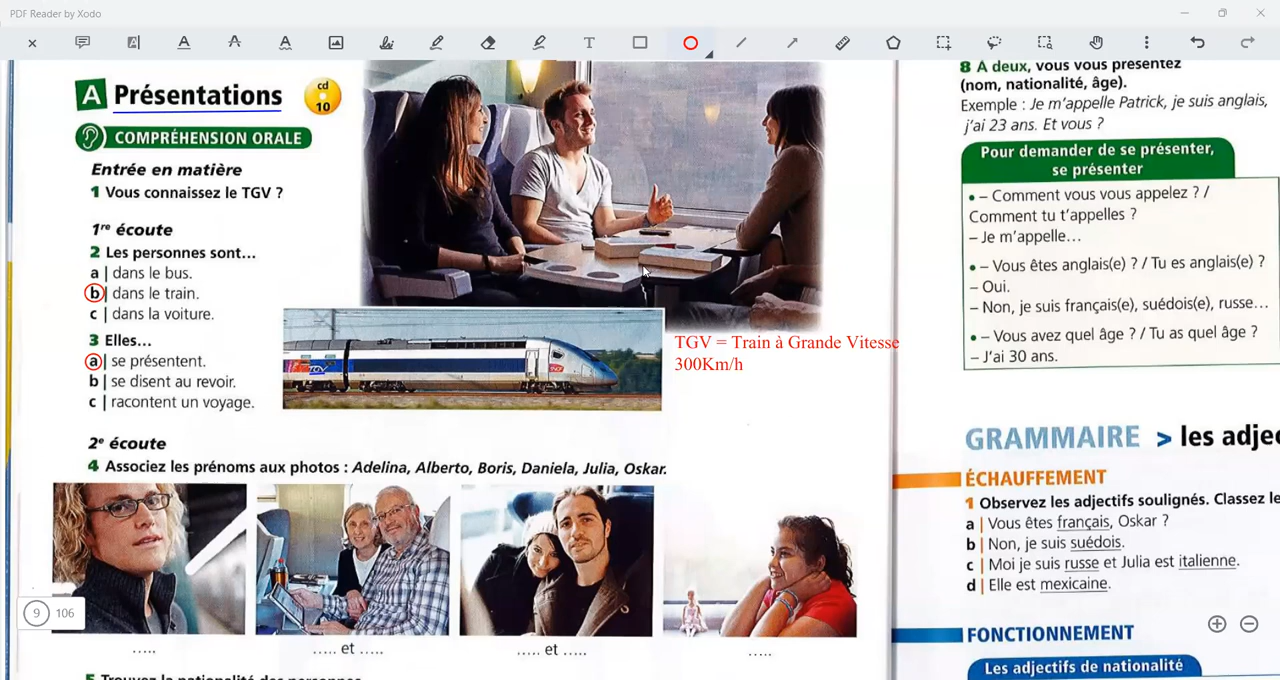 PDF Reader by Xodo
A Présentations
cd
10
COMPRÉHENSION ORALE
Entrée en matière
1 Vous connaissez le TGV ?
1re écoute
2 Les personnes sont...
a | dans le bus.
b | dans le train.
c | dans la voiture.
3 Elles...
a | se présentent.
b | se disent au revoir.
c | racontent un voyage.
TGV = Train à Grande Vitesse
300Km/h
2e écoute
4 Associez les prénoms aux photos : Adelina, Alberto, Boris, Daniela, Julia, Oskar.
.....
..... et .....
..... et .....
.....
9 106
8 À deux, vous vous présentez
(nom, nationalité, âge).
Exemple : Je m'appelle Patrick, je suis anglais,
j'ai 23 ans. Et vous ?
Pour demander de se présenter,
se présenter
• – Comment vous vous appelez ? /
Comment tu t'appelles ?
– Je m'appelle...
• – Vous êtes anglais(e) ? / Tu es anglais(e) ?
– Oui.
– Non, je suis français(e), suédois(e), russe...
• – Vous avez quel âge ? / Tu as quel âge ?
– J'ai 30 ans.
GRAMMAIRE > les adjec
ÉCHAUFFEMENT
1 Observez les adjectifs soulignés. Classez le
a | Vous êtes français, Oskar ?
b | Non, je suis suédois.
c | Moi je suis russe et Julia est italienne.
d | Elle est mexicaine.
FONCTIONNEMENT
Les adjectifs de nationalité